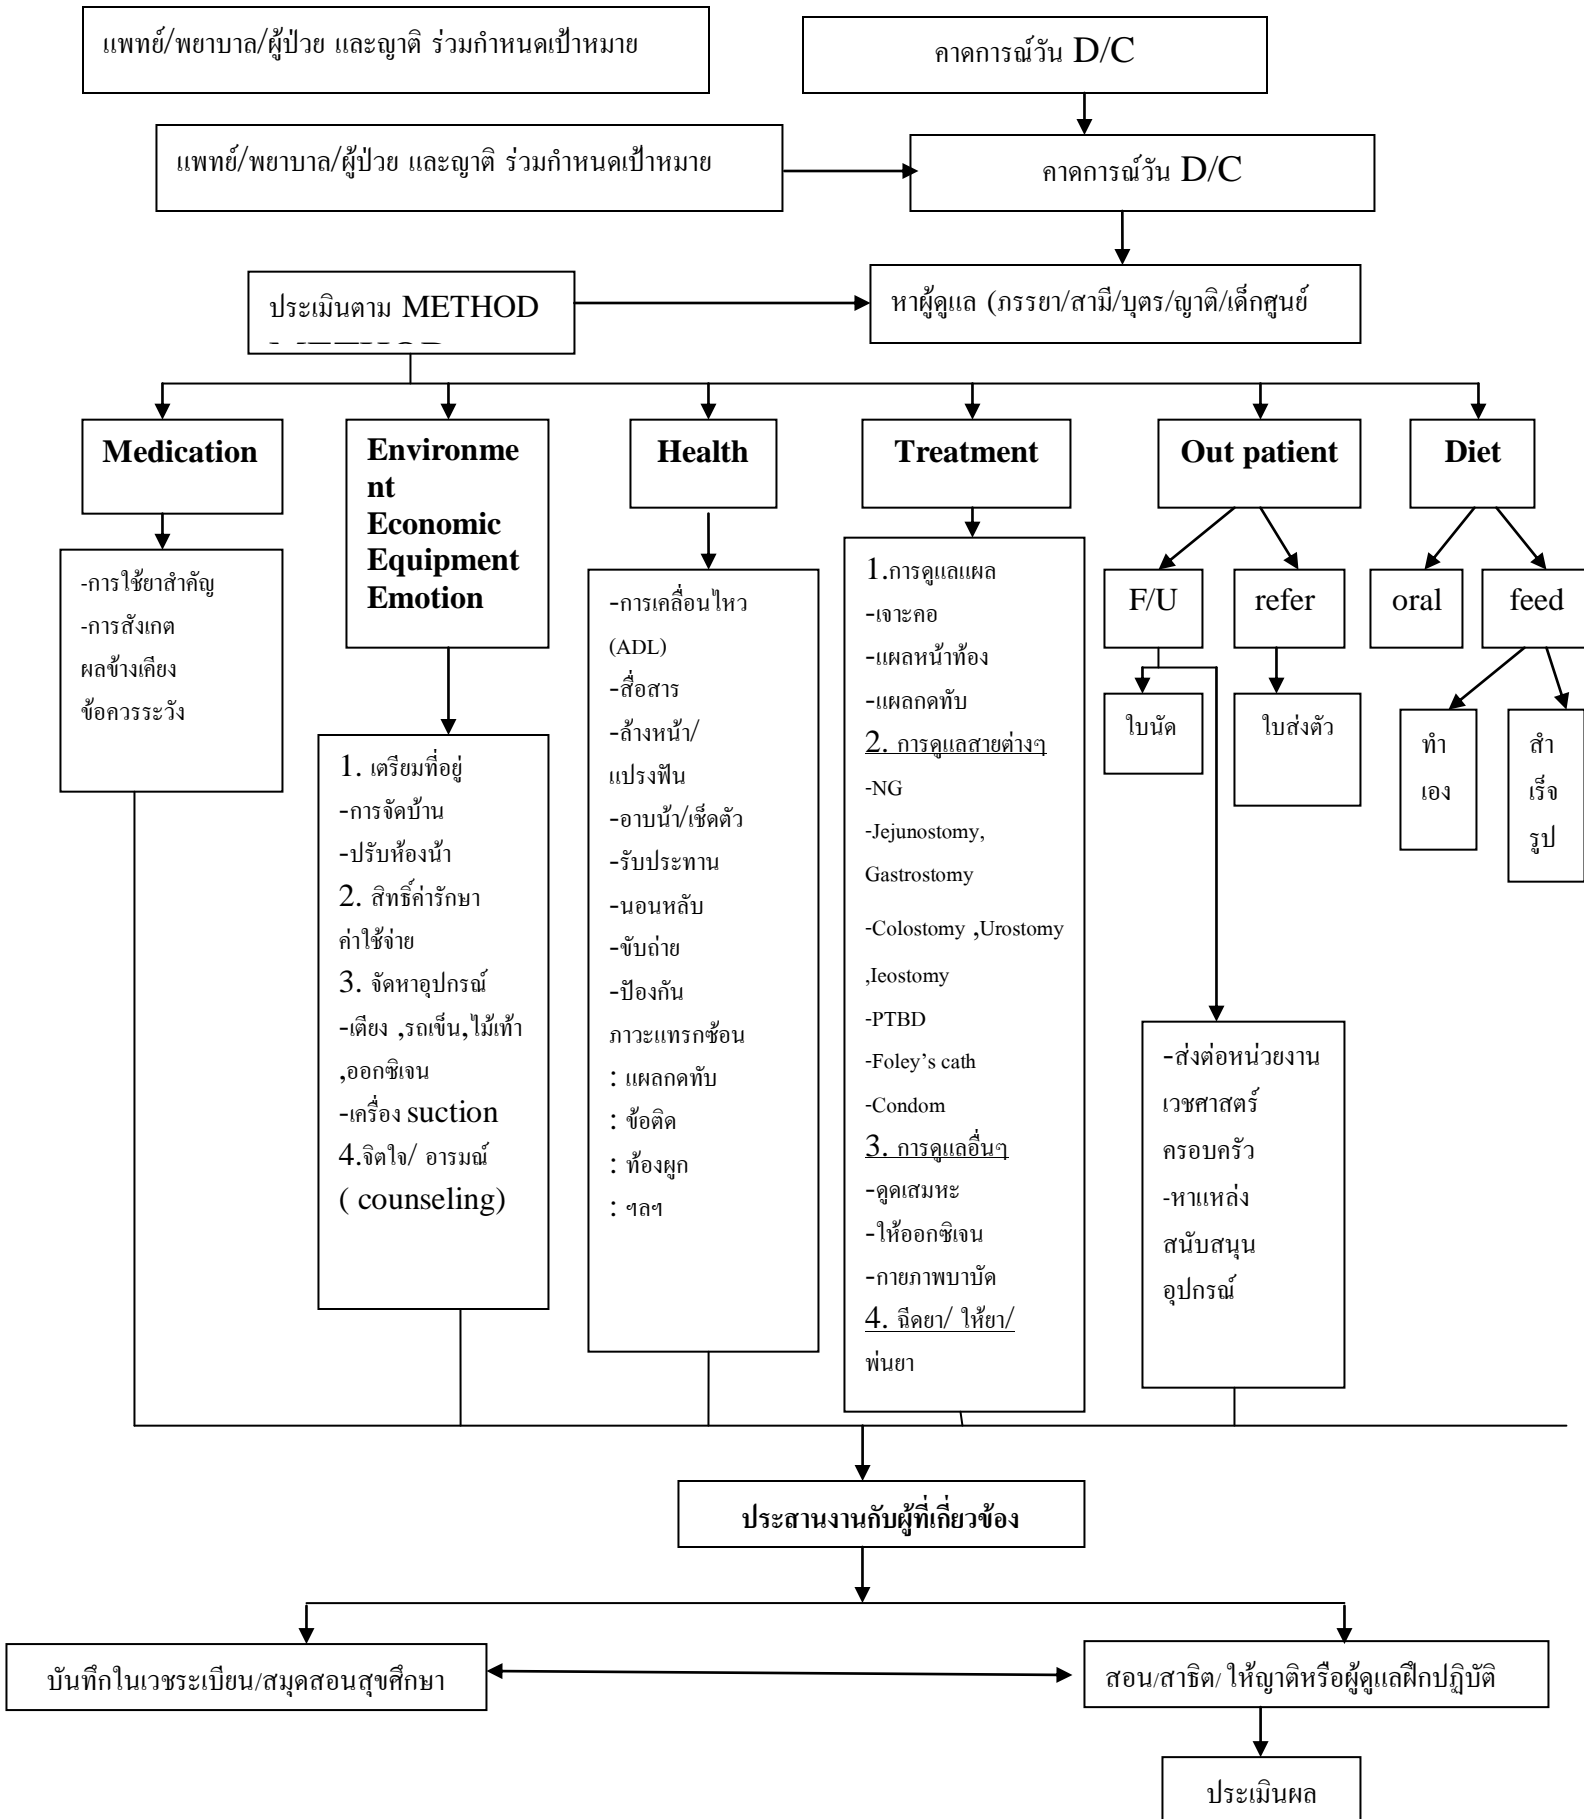 แพทย์/พยาบาล/ผู้ป่วย และญาติ ร่วมกำหนดเป้าหมาย
คาดการณ์วัน D/C
แพทย์/พยาบาล/ผู้ป่วย และญาติ ร่วมกำหนดเป้าหมาย
คาดการณ์วัน D/C
ประเมินตาม METHOD
หาผู้ดูแล (ภรรยา/สามี/บุตร/ญาติ/เด็กศูนย์
Medication
Environme
nt
Economic
Equipment
Emotion
Health
Treatment
Out patient
Diet
-การใช้ยาสำคัญ
-การสังเกต
ผลข้างเคียง
ข้อควรระวัง
1. เตรียมที่อยู่
-การจัดบ้าน
-ปรับห้องน้ำ
2. สิทธิ์ค่ารักษา
ค่าใช้จ่าย
3. จัดหาอุปกรณ์
-เตียง ,รถเข็น,ไม้เท้า
,ออกซิเจน
-เครื่อง suction
4.จิตใจ/ อารมณ์
( counseling)
-การเคลื่อนไหว
(ADL)
-สื่อสาร
-ล้างหน้า/
แปรงฟัน
-อาบน้ำ/เช็ดตัว
-รับประทาน
-นอนหลับ
-ขับถ่าย
-ป้องกัน
ภาวะแทรกซ้อน
: แผลกดทับ
: ข้อติด
: ท้องผูก
: ฯลฯ
1.การดูแลแผล
-เจาะคอ
-แผลหน้าท้อง
-แผลกดทับ
2. การดูแลสายต่างๆ
-NG
-Jejunostomy,
Gastrostomy
-Colostomy ,Urostomy
,Ieostomy
-PTBD
-Foley’s cath
-Condom
3. การดูแลอื่นๆ
-ดูดเสมหะ
-ให้ออกซิเจน
-กายภาพบาบัด
4. ฉีดยา/ ให้ยา/
พ่นยา
F/U
refer
oral
feed
ใบนัด
ใบส่งตัว
ทำ
เอง
สำ
เร็จ
รูป
-ส่งต่อหน่วยงาน
เวชศาสตร์
ครอบครัว
-หาแหล่ง
สนับสนุน
อุปกรณ์
ประสานงานกับผู้ที่เกี่ยวข้อง
บันทึกในเวชระเบียน/สมุดสอนสุขศึกษา
สอน/สาธิต/ ให้ญาติหรือผู้ดูแลฝึกปฏิบัติ
ประเมินผล